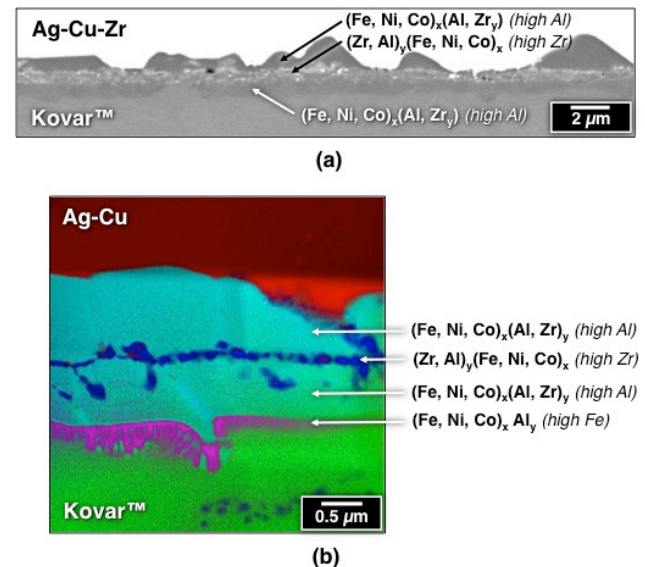 Ag-Cu-Zr
(Fe, Ni, Co)x(Al, Zry) (high Al)
(Zr, Al)y(Fe, Ni, Co)x (high Zr)
Kovar™
(Fe, Ni, Co)x(Al, Zry) (high Al)
2 µm
(a)
Ag-Cu
(Fe, Ni, Co)x(Al, Zr)y (high Al)
(Zr, Al)y(Fe, Ni, Co)x (high Zr)
(Fe, Ni, Co)x(Al, Zr)y (high Al)
(Fe, Ni, Co)x Aly (high Fe)
Kovar™
0.5 µm
(b)